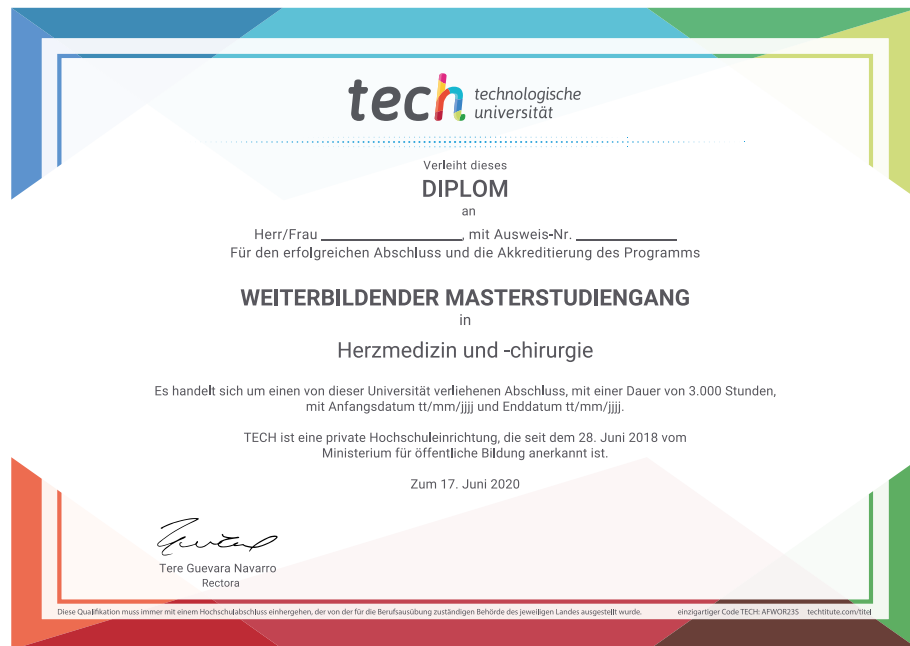 tech technologische
universität
Verleiht dieses
DIPLOM
an
Herr/Frau ________________, mit Ausweis-Nr. ____________
Für den erfolgreichen Abschluss und die Akkreditierung des Programms
WEITERBILDENDER MASTERSTUDIENGANG
in
Herzmedizin und -chirurgie
Es handelt sich um einen von dieser Universität verliehenen Abschluss, mit einer Dauer von 3.000 Stunden,
mit Anfangsdatum tt/mm/jjjj und Enddatum tt/mm/jjjj.
TECH ist eine private Hochschuleinrichtung, die seit dem 28. Juni 2018 vom
Ministerium für öffentliche Bildung anerkannt ist.
Zum 17. Juni 2020
Tere Guevara Navarro
Rectora
Diese Qualifikation muss immer mit einem Hochschulabschluss einhergehen, der von der für die Berufsausübung zuständigen Behörde des jeweiligen Landes ausgestellt wurde. einzigartiger Code TECH: AFWOR23S techtitute.com/titel